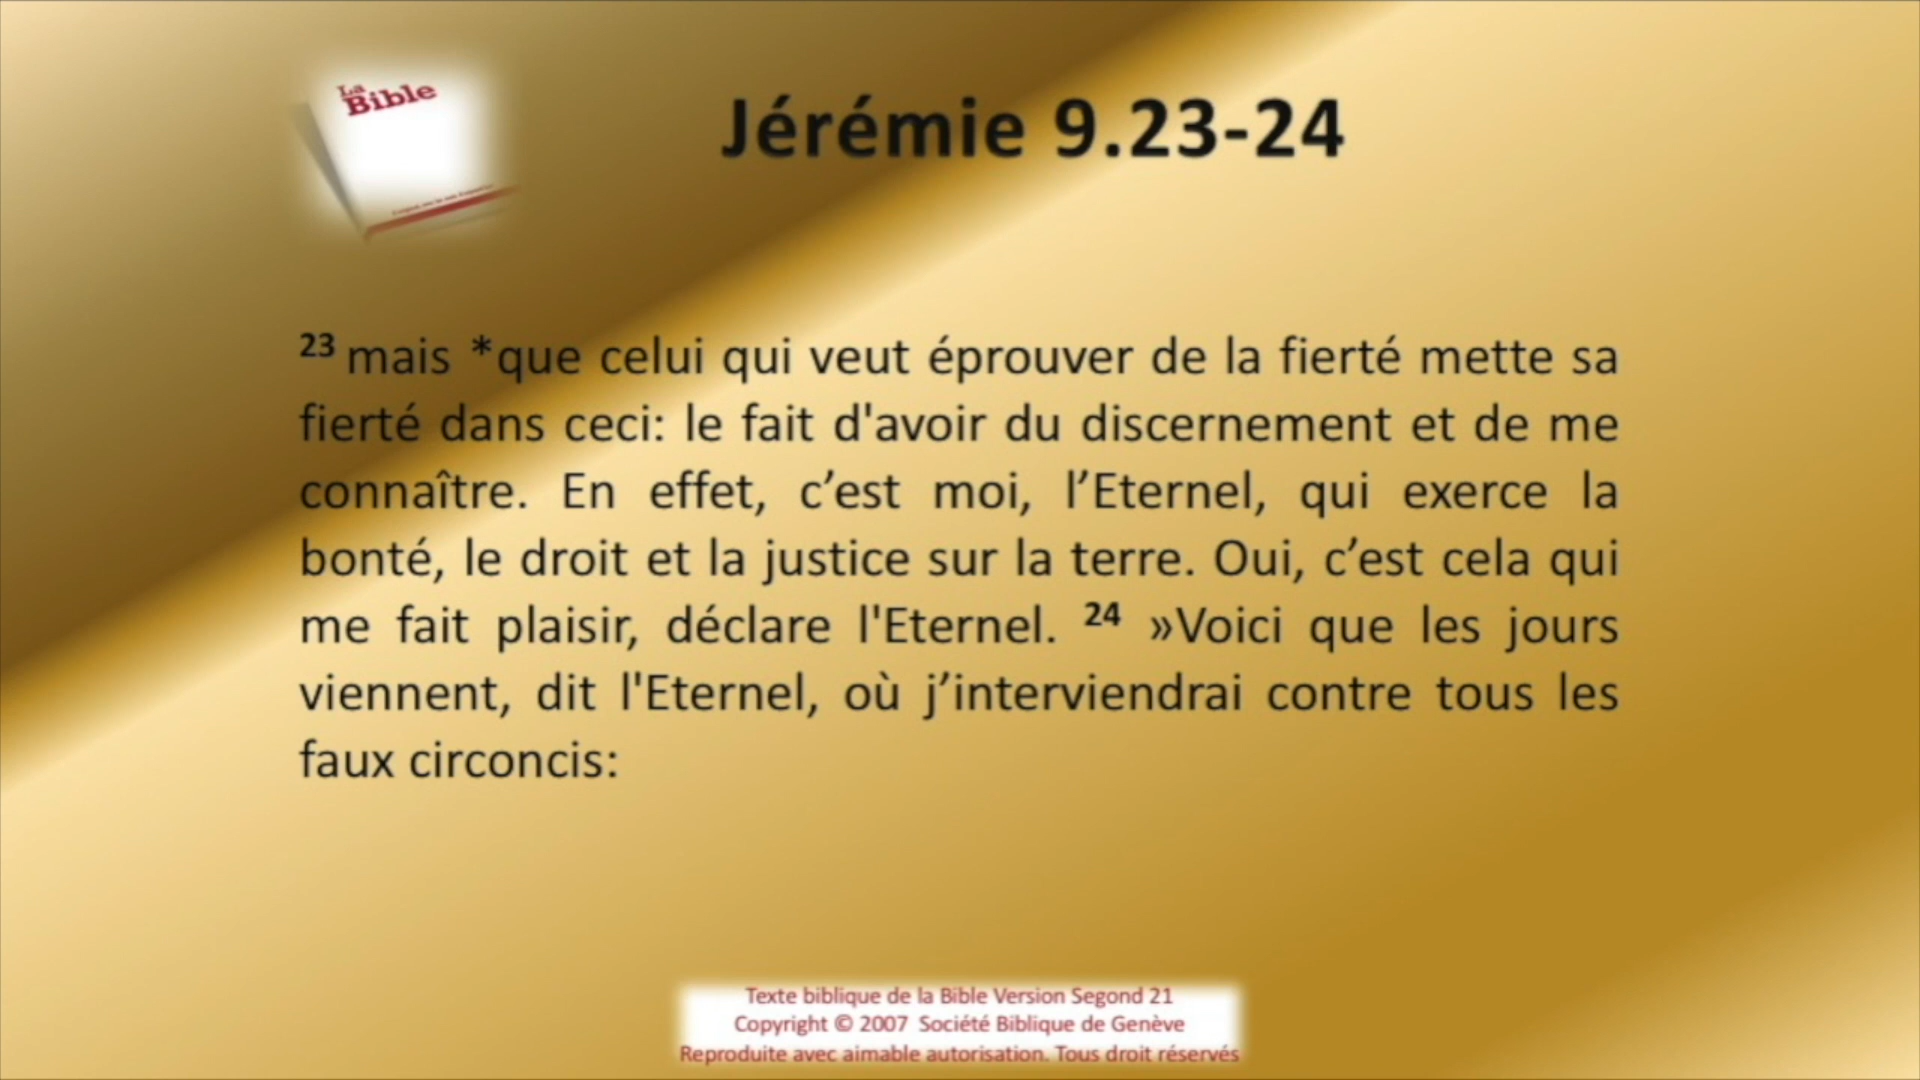 La
Bible
Jérémie 9.23-24
23 mais *que celui qui veut éprouver de la fierté mette sa
fierté dans ceci: le fait d'avoir du discernement et de me
connaître. En effet, c’est moi, l’Eternel, qui exerce la
bonté, le droit et la justice sur la terre. Oui, c’est cela qui
me fait plaisir, déclare l'Eternel. 24 »Voici que les jours
viennent, dit l'Eternel, où j’interviendrai contre tous les
faux circoncis:
Texte biblique de la Bible Version Segond 21
Copyright © 2007 Société Biblique de Genève
Reproduite avec aimable autorisation. Tous droit réservés